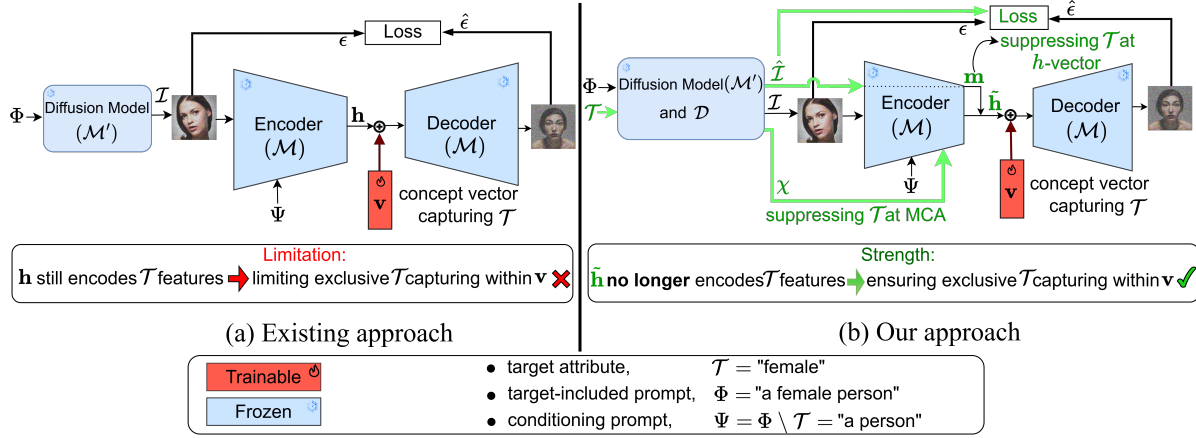 ϵ Loss ϵ̂
Φ Diffusion Model (ℳ′) ℐ
Encoder (ℳ)
h
Decoder (ℳ)
v
Ψ
concept vector capturing 𝒯
Limitation:
h still encodes 𝒯 features limiting exclusive 𝒯 capturing within v
(a) Existing approach
ϵ Loss ϵ̂
suppressing 𝒯 at
h-vector
Φ
𝒯
Diffusion Model(ℳ′)
and 𝒟
ℐ̂
ℐ
χ
Encoder
(ℳ)
m
h̃
Decoder
(ℳ)
v
Ψ
concept vector
capturing 𝒯
suppressing 𝒯 at MCA
Strength:
h̃ no longer encodes 𝒯 features ensuring exclusive 𝒯 capturing within v
(b) Our approach
Trainable
Frozen
• target attribute, 𝒯 = "female"
• target-included prompt, Φ = "a female person"
• conditioning prompt, Ψ = Φ \ 𝒯 = "a person"